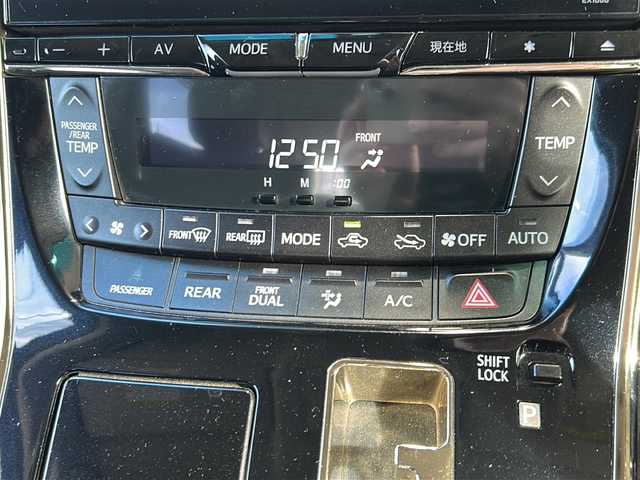 EX1000
− + AV MODE MENU 現在地 ✱
PASSENGER
/REAR
TEMP
TEMP
FRONT
12 50
H M :00
FRONT REAR MODE OFF AUTO
PASSENGER REAR FRONT
DUAL A/C
SHIFT
LOCK
P